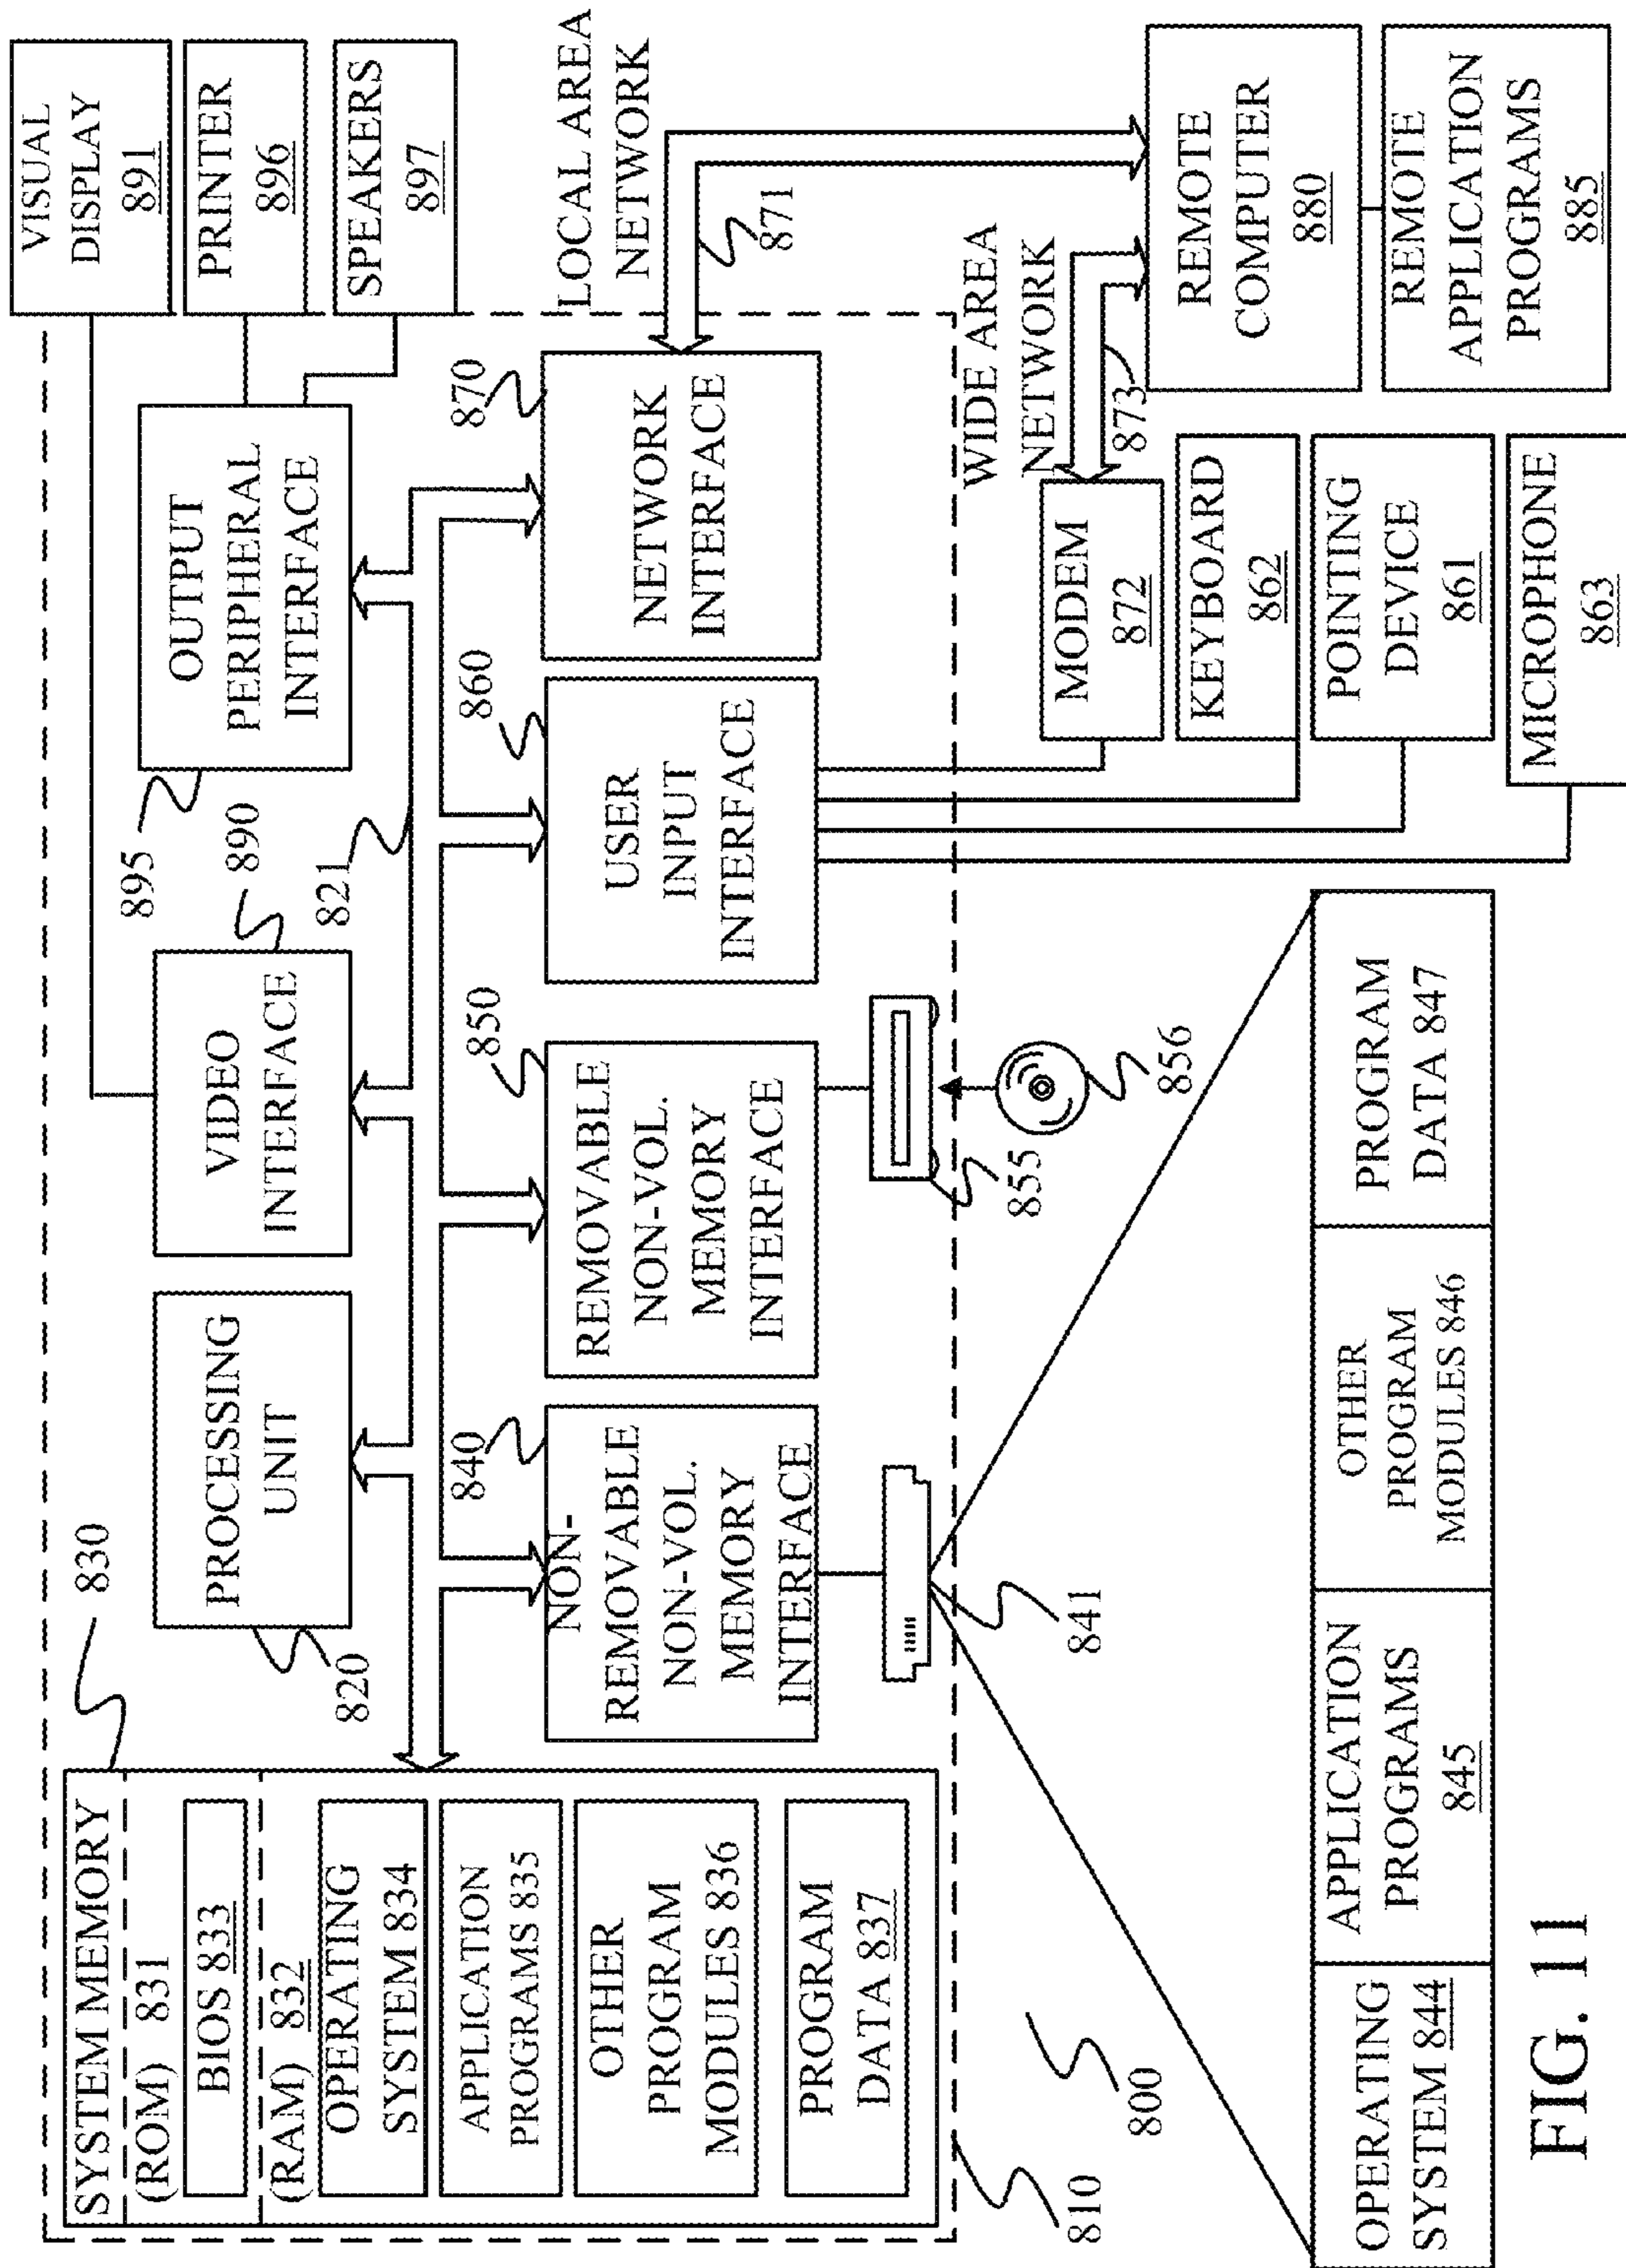 SYSTEM MEMORY
(ROM) 831
BIOS 833
(RAM) 832
OPERATING
SYSTEM 834
APPLICATION
PROGRAMS 835
OTHER
PROGRAM
MODULES 836
PROGRAM
DATA 837
830
820
PROCESSING
UNIT
VIDEO
INTERFACE
890
821
895
OUTPUT
PERIPHERAL
INTERFACE
VISUAL
DISPLAY
891
PRINTER
896
SPEAKERS
897
840
NON-
REMOVABLE
NON-VOL.
MEMORY
INTERFACE
850
REMOVABLE
NON-VOL.
MEMORY
INTERFACE
860
USER
INPUT
INTERFACE
870
NETWORK
INTERFACE
LOCAL AREA
NETWORK
871
810
800
841
855
856
WIDE AREA
NETWORK
873
MODEM
872
KEYBOARD
862
POINTING
DEVICE
861
MICROPHONE
863
REMOTE
COMPUTER
880
REMOTE
APPLICATION
PROGRAMS
885
OPERATING
SYSTEM 844
APPLICATION
PROGRAMS
845
OTHER
PROGRAM
MODULES 846
PROGRAM
DATA 847
FIG. 11